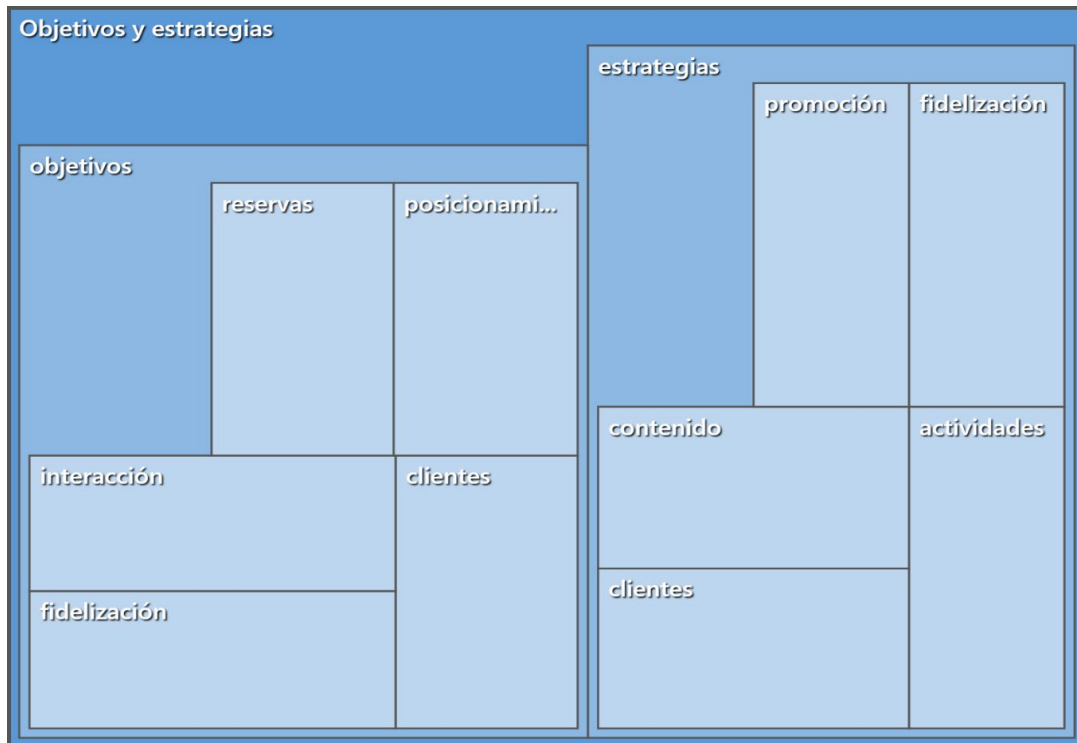 Objetivos y estrategias
objetivos
reservas
posicionami...
interacción
clientes
fidelización
estrategias
promoción
fidelización
contenido
actividades
clientes